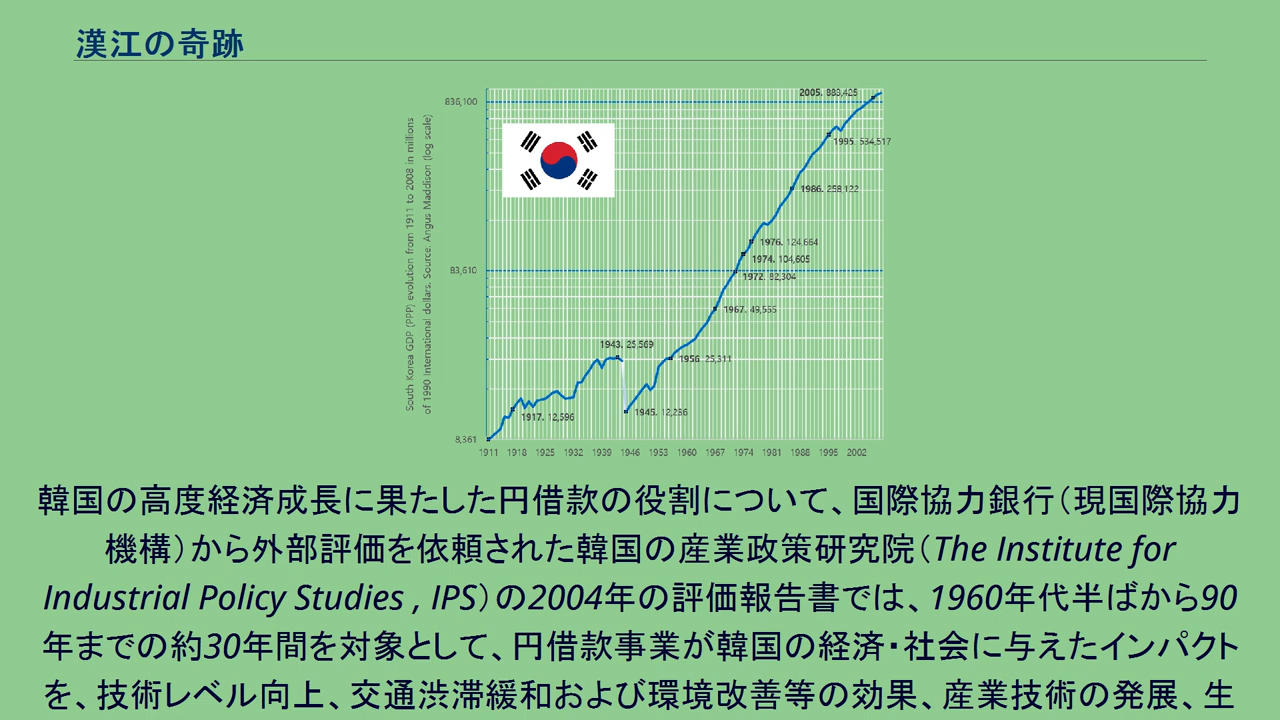 漢江の奇跡
South Korea GDP (PPP) evolution from 1911 to 2008 in millions
of 1990 International dollars. Source. Angus Maddison (log scale)
836,100
83,610
8,361
2005. 888,425
1995. 534,517
1986. 258,122
1976. 124,664
1974. 104,605
1972. 82,304
1967. 49,555
1943. 25,569
1956. 25,311
1945. 12,236
1917. 12,596
1911 1918 1925 1932 1939 1946 1953 1960 1967 1974 1981 1988 1995 2002
韓国の高度経済成長に果たした円借款の役割について、国際協力銀行（現国際協力
機構）から外部評価を依頼された韓国の産業政策研究院（The Institute for
Industrial Policy Studies , IPS）の2004年の評価報告書では、1960年代半ばから90
年までの約30年間を対象として、円借款事業が韓国の経済・社会に与えたインパクト
を、技術レベル向上、交通渋滞緩和および環境改善等の効果、産業技術の発展、生